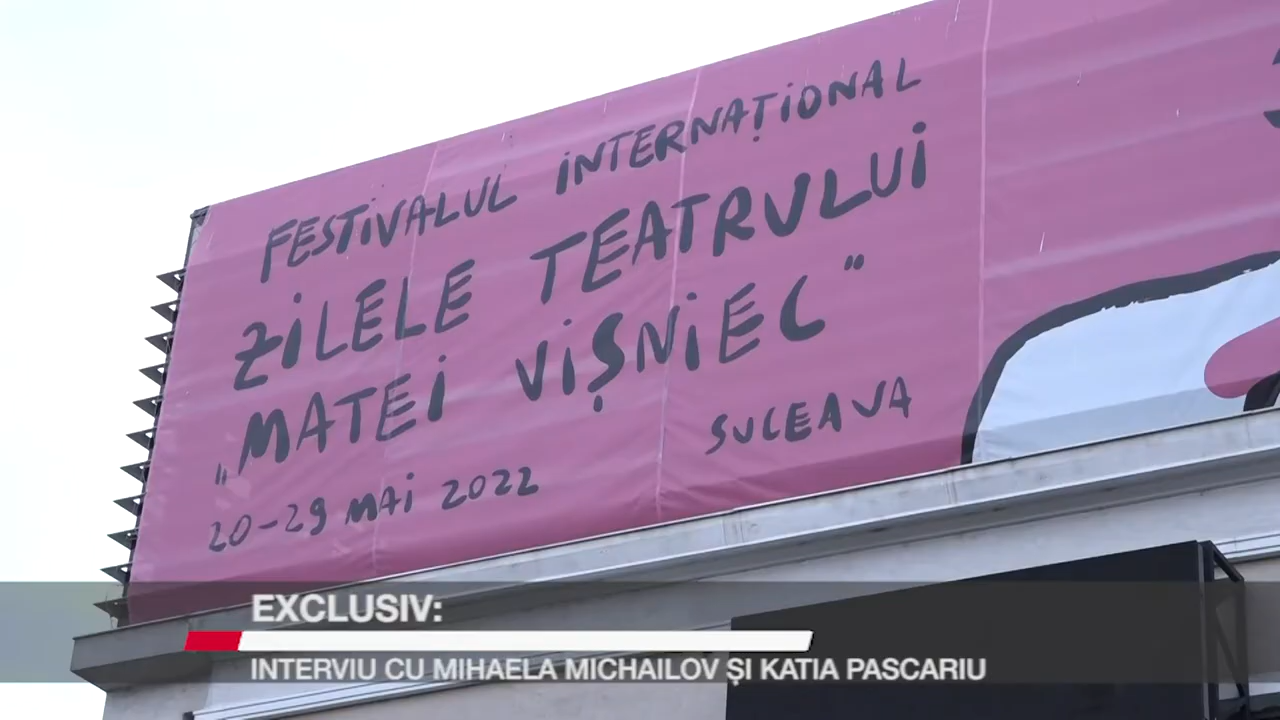 FESTIVALUL INTERNAȚIONAL
ZILELE TEATRULUI
„MATEI VIȘNIEC”
SUCEAVA
20-29 MAI 2022
EXCLUSIV:
INTERVIU CU MIHAELA MICHAILOV ȘI KATIA PASCARIU